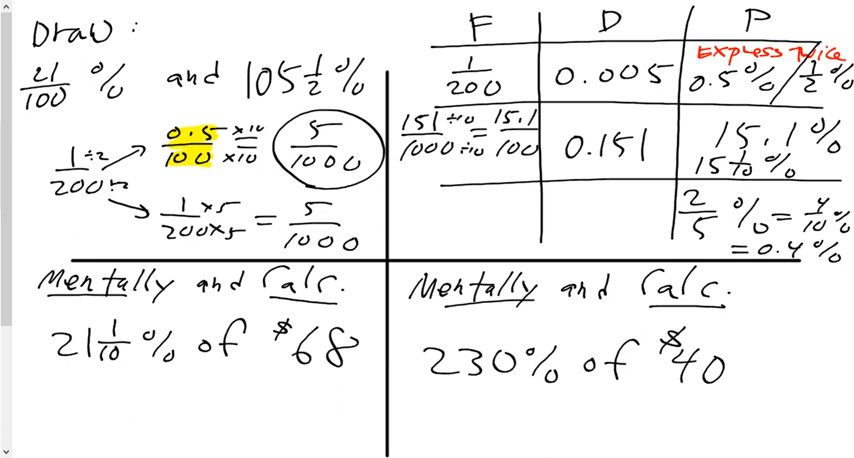 Draw:
21/100 % and 105 1/2 %
1÷2/200÷2
0.5 ×10/100 ×10 = 5/1000
1×5/200×5 = 5/1000
F D P
Express Twice
1/200 0.005 0.5% / 1/2 %
151 ÷10/1000 ÷10 = 15.1/100 0.151 15.1%
15 1/10 %
2/5 % = 4/10 %
= 0.4%
Mentally and Calc.
21 1/10 % of $68
Mentally and Calc.
230% of $40